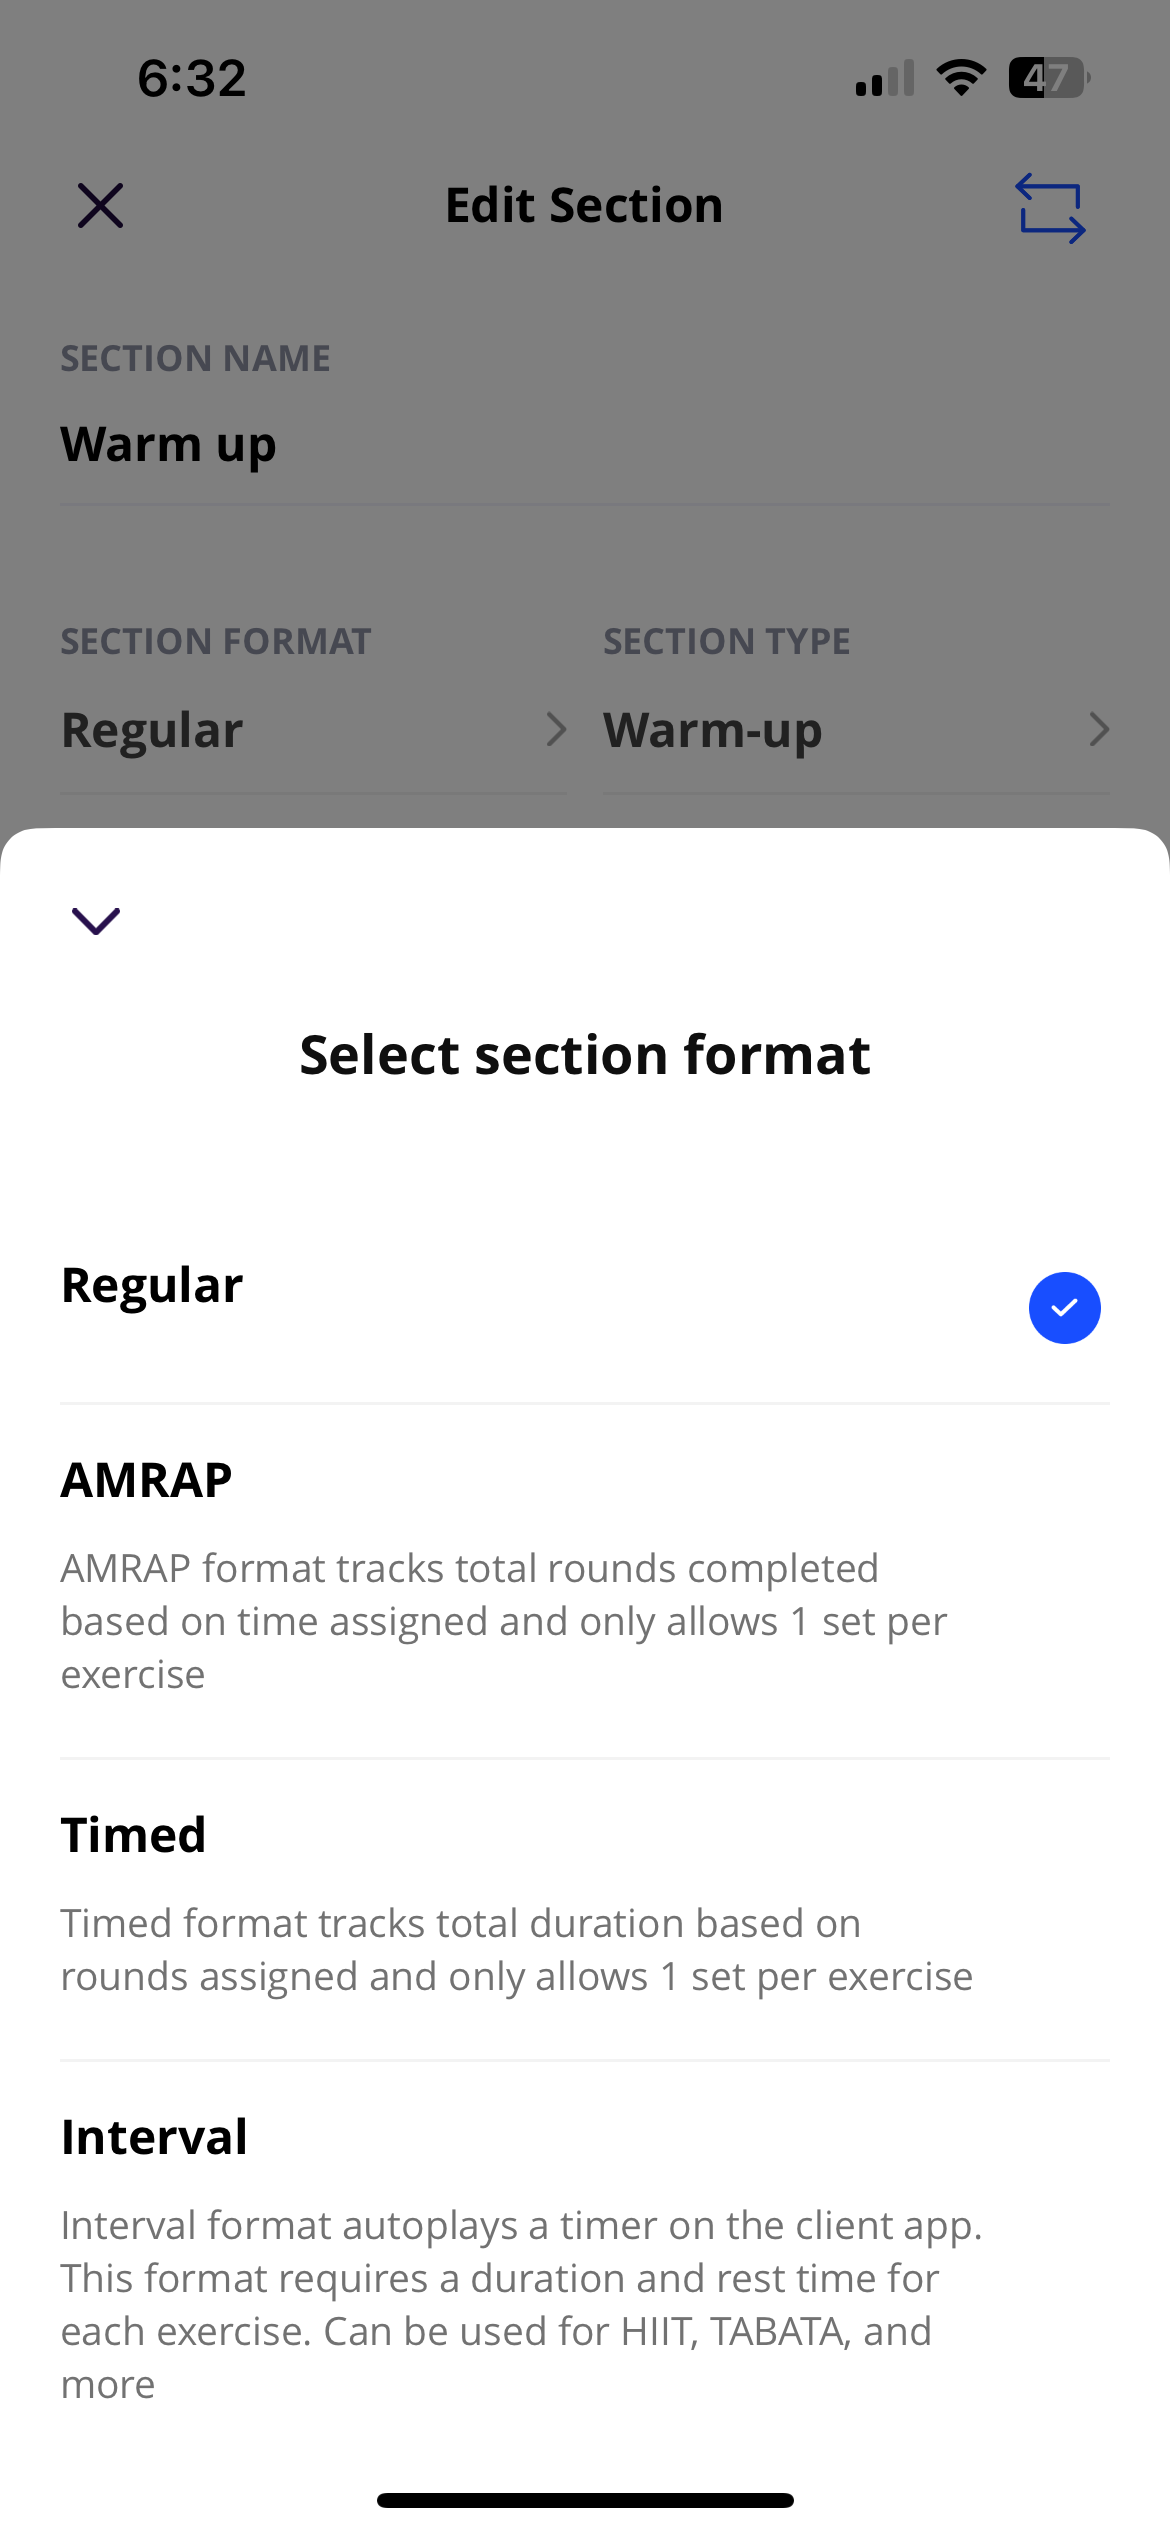 6:32
47
Edit Section
SECTION NAME
Warm up
SECTION FORMAT
SECTION TYPE
Regular
Warm-up
Select section format
Regular
AMRAP
AMRAP format tracks total rounds completed
based on time assigned and only allows 1 set per
exercise
Timed
Timed format tracks total duration based on
rounds assigned and only allows 1 set per exercise
Interval
Interval format autoplays a timer on the client app.
This format requires a duration and rest time for
each exercise. Can be used for HIIT, TABATA, and
more